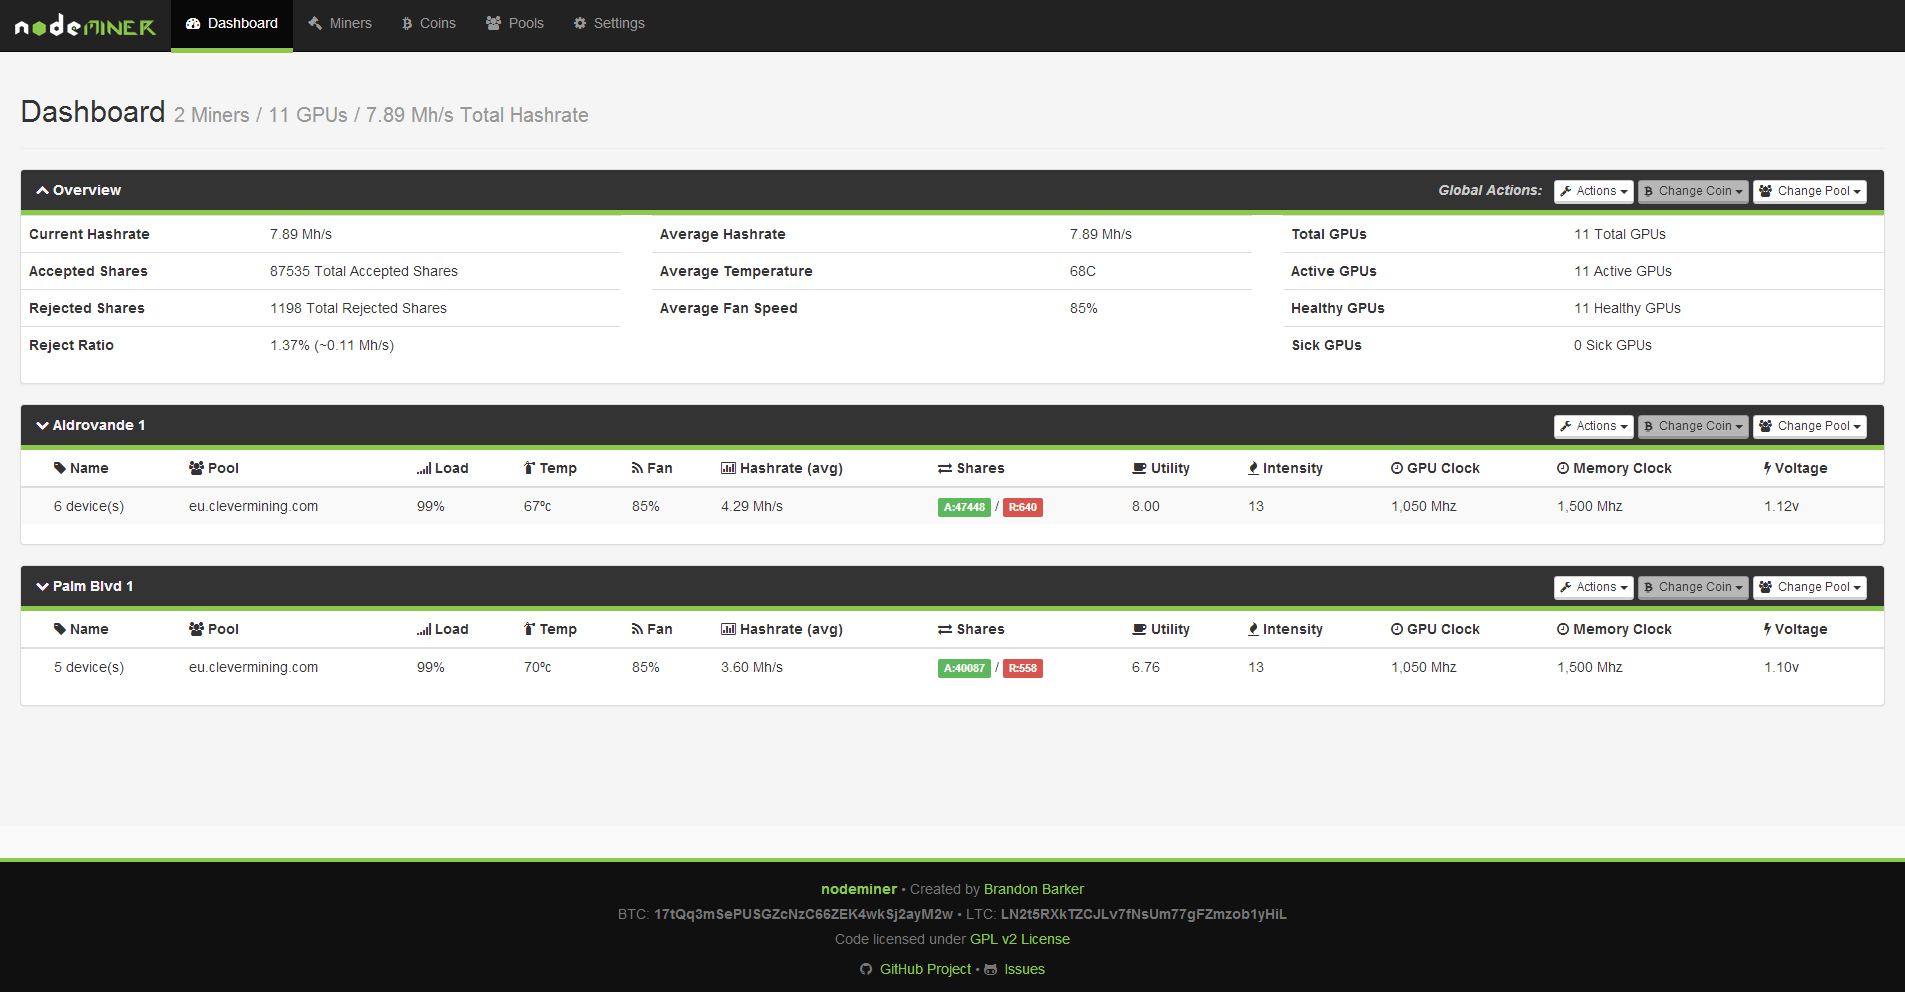 nodeMINER Dashboard Miners Coins Pools Settings
Dashboard 2 Miners / 11 GPUs / 7.89 Mh/s Total Hashrate
Overview Global Actions: Actions Change Coin Change Pool
Current Hashrate 7.89 Mh/s Average Hashrate 7.89 Mh/s Total GPUs 11 Total GPUs
Accepted Shares 87535 Total Accepted Shares Average Temperature 68C Active GPUs 11 Active GPUs
Rejected Shares 1198 Total Rejected Shares Average Fan Speed 85% Healthy GPUs 11 Healthy GPUs
Reject Ratio 1.37% (~0.11 Mh/s) Sick GPUs 0 Sick GPUs
Aldrovande 1 Actions Change Coin Change Pool
Name Pool Load Temp Fan Hashrate (avg) Shares Utility Intensity GPU Clock Memory Clock Voltage
6 device(s) eu.clevermining.com 99% 67ºc 85% 4.29 Mh/s A:47448 / R:640 8.00 13 1,050 Mhz 1,500 Mhz 1.12v
Palm Blvd 1 Actions Change Coin Change Pool
Name Pool Load Temp Fan Hashrate (avg) Shares Utility Intensity GPU Clock Memory Clock Voltage
5 device(s) eu.clevermining.com 99% 70ºc 85% 3.60 Mh/s A:40087 / R:558 6.76 13 1,050 Mhz 1,500 Mhz 1.10v
nodeminer • Created by Brandon Barker
BTC: 17tQq3mSePUSGZcNzC66ZEK4wkSj2ayM2w • LTC: LN2t5RXkTZCJLv7fNsUm77gFZmzob1yHiL
Code licensed under GPL v2 License
GitHub Project • Issues